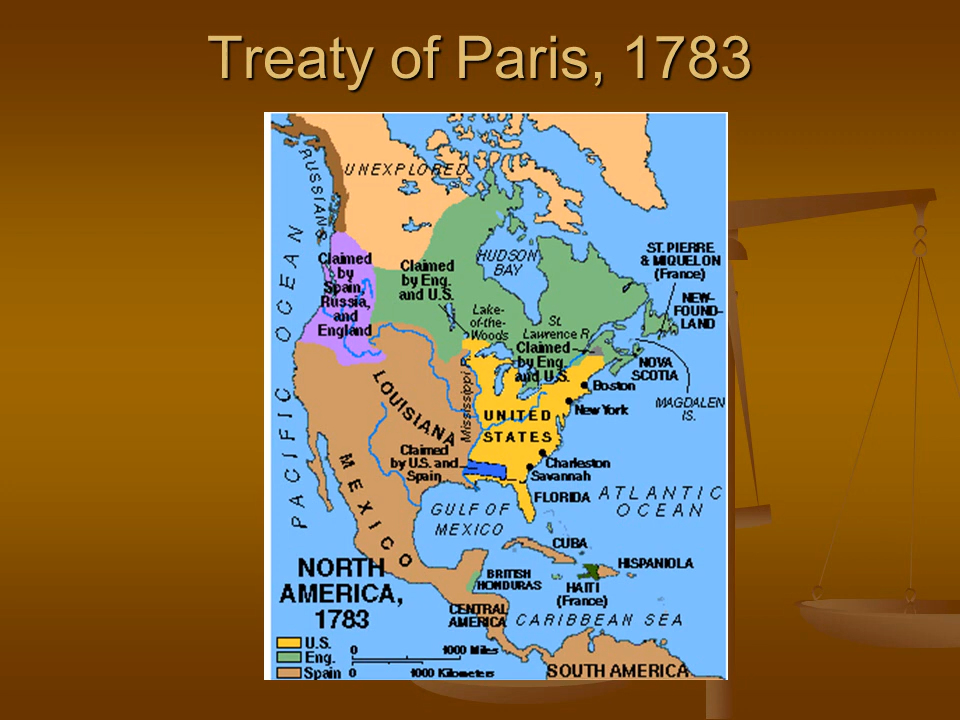 Treaty of Paris, 1783
UNEXPLORED
RUSSIANS
PACIFIC OCEAN
Claimed
by
Spain,
Russia,
and
England
Claimed
by Eng.
and U.S.
HUDSON
BAY
ST. PIERRE
& MIQUELON
(France)
NEW-
FOUND-
LAND
Lake-
of-the-
Woods
St.
Lawrence R.
Claimed
by Eng.
and U.S.
NOVA
SCOTIA
MAGDALEN
IS.
Boston
New York
Mississippi R.
LOUISIANA
UNITED
STATES
Claimed
by U.S. and
Spain
Charleston
Savannah
FLORIDA
ATLANTIC
OCEAN
MEXICO
GULF OF
MEXICO
CUBA
HISPANIOLA
HAITI
(France)
BRITISH
HONDURAS
CENTRAL
AMERICA
CARIBBEAN SEA
SOUTH AMERICA
NORTH
AMERICA,
1783
U.S.
Eng.
Spain
0 1000 Miles
0 1000 Kilometers